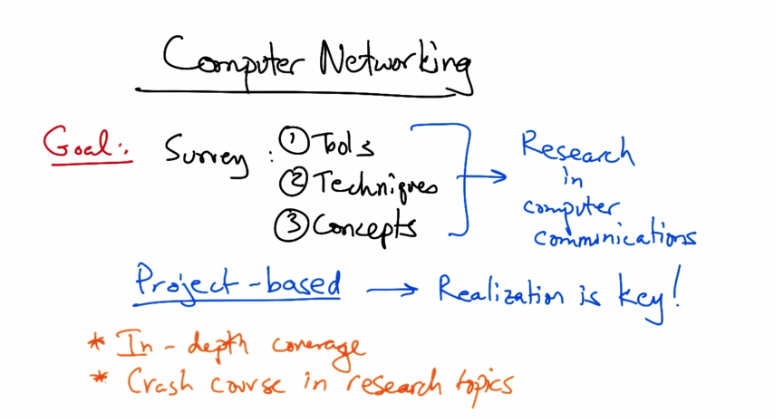 Computer Networking
Goal: Survey: ① Tools
② Techniques
③ Concepts
Research
in
computer
communications
Project-based → Realization is key!
* In-depth coverage
* Crash course in research topics